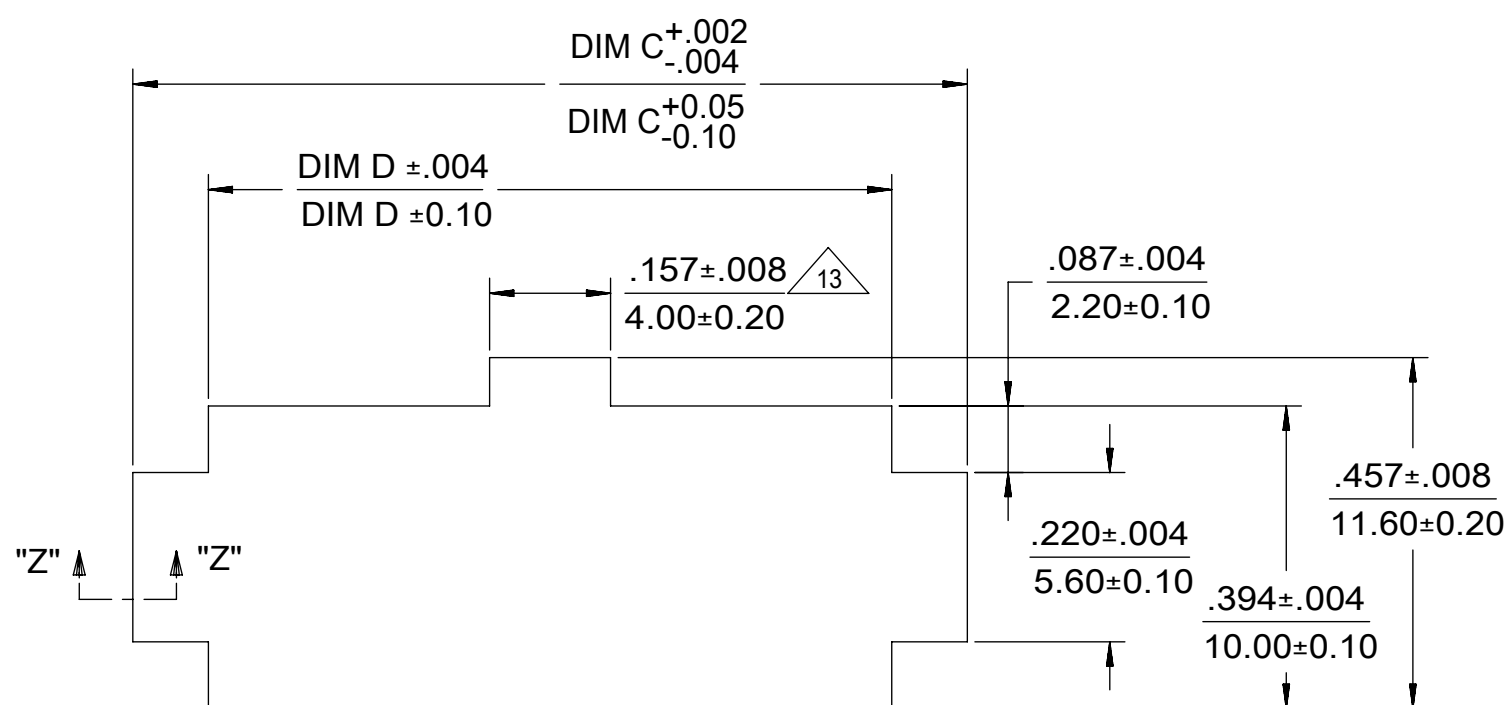 DIM C +.002
-.004
DIM C +0.05
-0.10
DIM D ±.004
DIM D ±0.10
.157±.008 13
4.00±0.20
.087±.004
2.20±0.10
.457±.008
11.60±0.20
.220±.004
5.60±0.10
"Z" "Z"
.394±.004
10.00±0.10